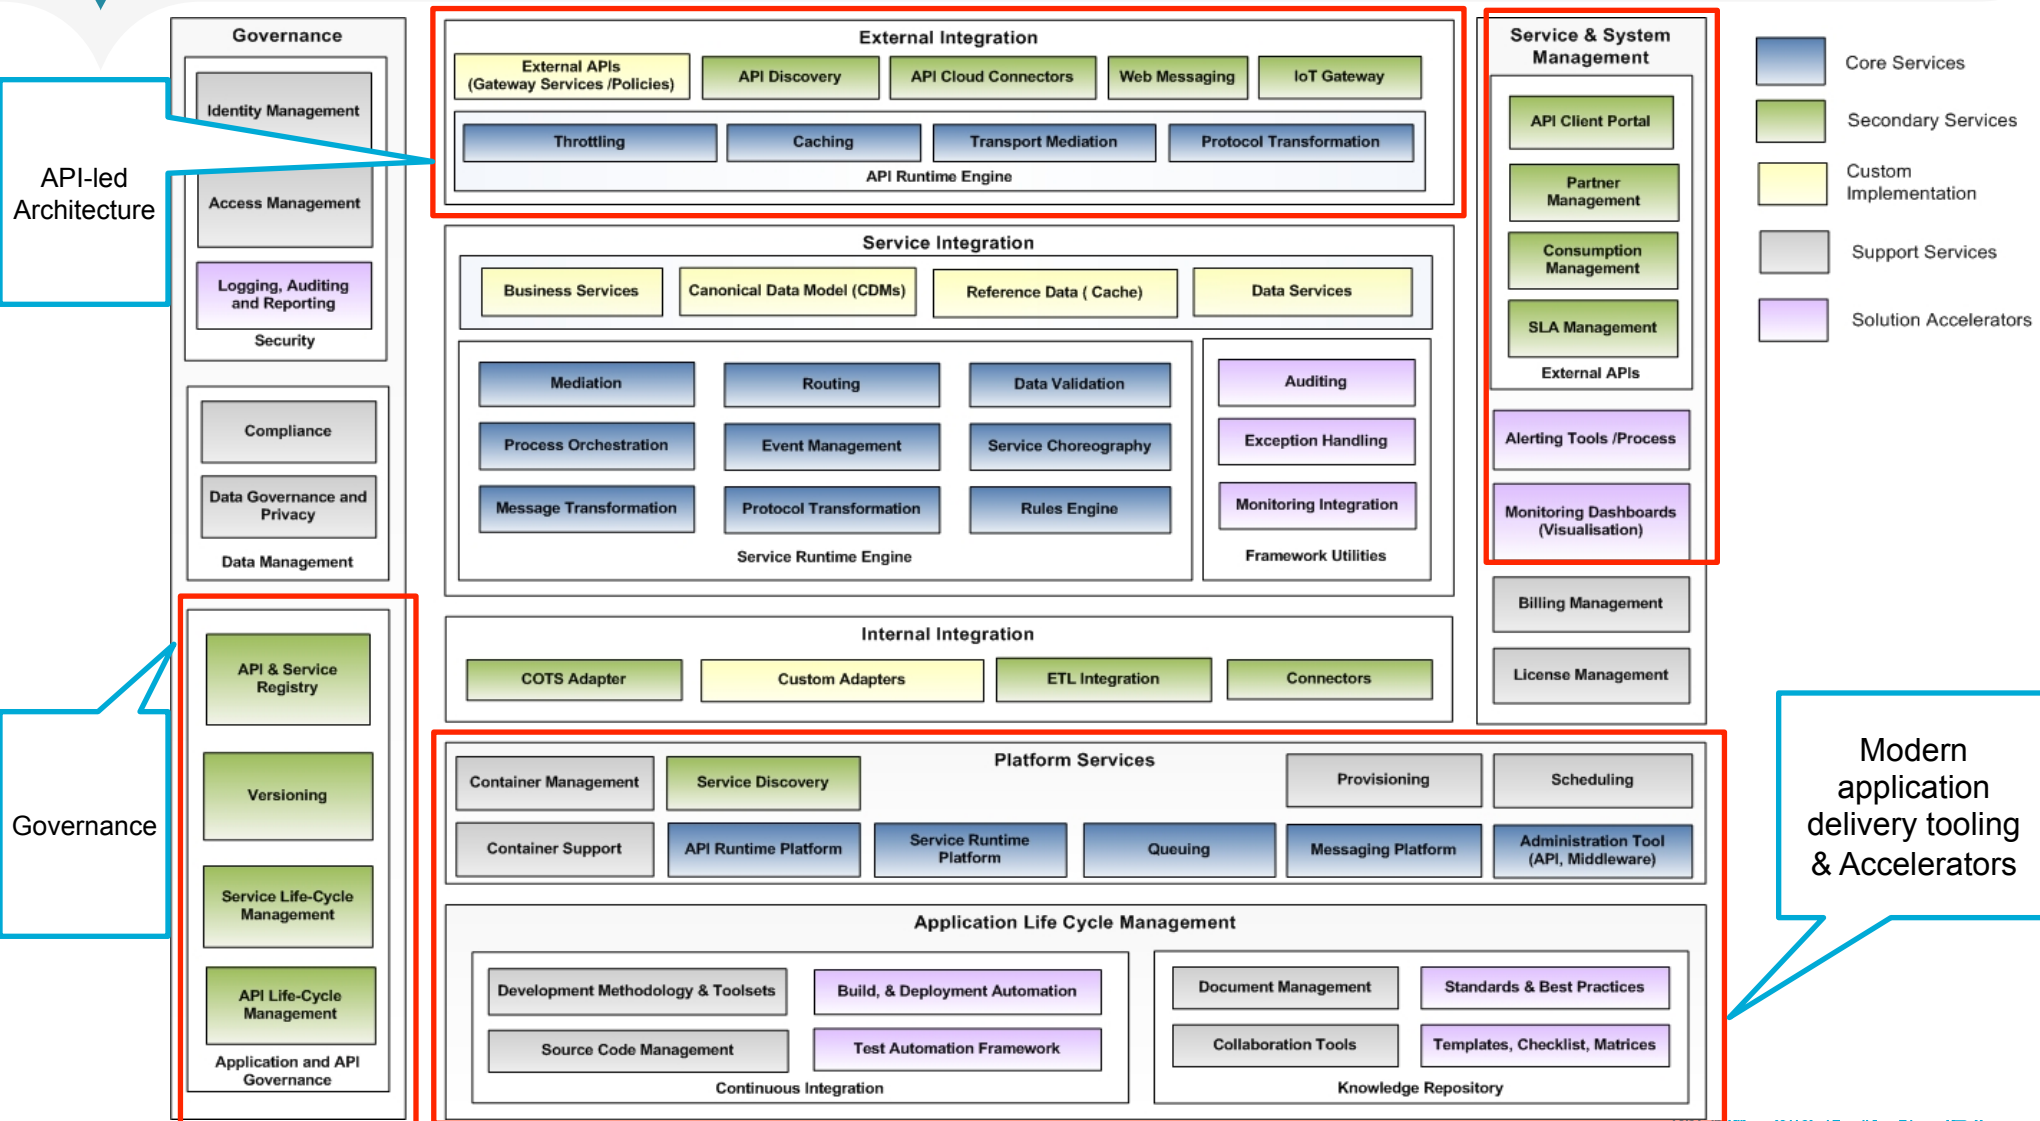 API-led
Architecture
Governance
Governance
Identity Management
Access Management
Logging, Auditing
and Reporting
Security
Compliance
Data Governance and
Privacy
Data Management
API & Service
Registry
Versioning
Service Life-Cycle
Management
API Life-Cycle
Management
Application and API
Governance
External Integration
External APIs
(Gateway Services /Policies)
API Discovery
API Cloud Connectors
Web Messaging
IoT Gateway
Throttling
Caching
Transport Mediation
Protocol Transformation
API Runtime Engine
Service Integration
Business Services
Canonical Data Model (CDMs)
Reference Data ( Cache)
Data Services
Mediation
Routing
Data Validation
Process Orchestration
Event Management
Service Choreography
Message Transformation
Protocol Transformation
Rules Engine
Service Runtime Engine
Auditing
Exception Handling
Monitoring Integration
Framework Utilities
Internal Integration
COTS Adapter
Custom Adapters
ETL Integration
Connectors
Platform Services
Container Management
Service Discovery
Provisioning
Scheduling
Container Support
API Runtime Platform
Service Runtime
Platform
Queuing
Messaging Platform
Administration Tool
(API, Middleware)
Application Life Cycle Management
Development Methodology & Toolsets
Build, & Deployment Automation
Source Code Management
Test Automation Framework
Continuous Integration
Document Management
Standards & Best Practices
Collaboration Tools
Templates, Checklist, Matrices
Knowledge Repository
Service & System
Management
API Client Portal
Partner
Management
Consumption
Management
SLA Management
External APIs
Alerting Tools /Process
Monitoring Dashboards
(Visualisation)
Billing Management
License Management
Core Services
Secondary Services
Custom
Implementation
Support Services
Solution Accelerators
Modern
application
delivery tooling
& Accelerators